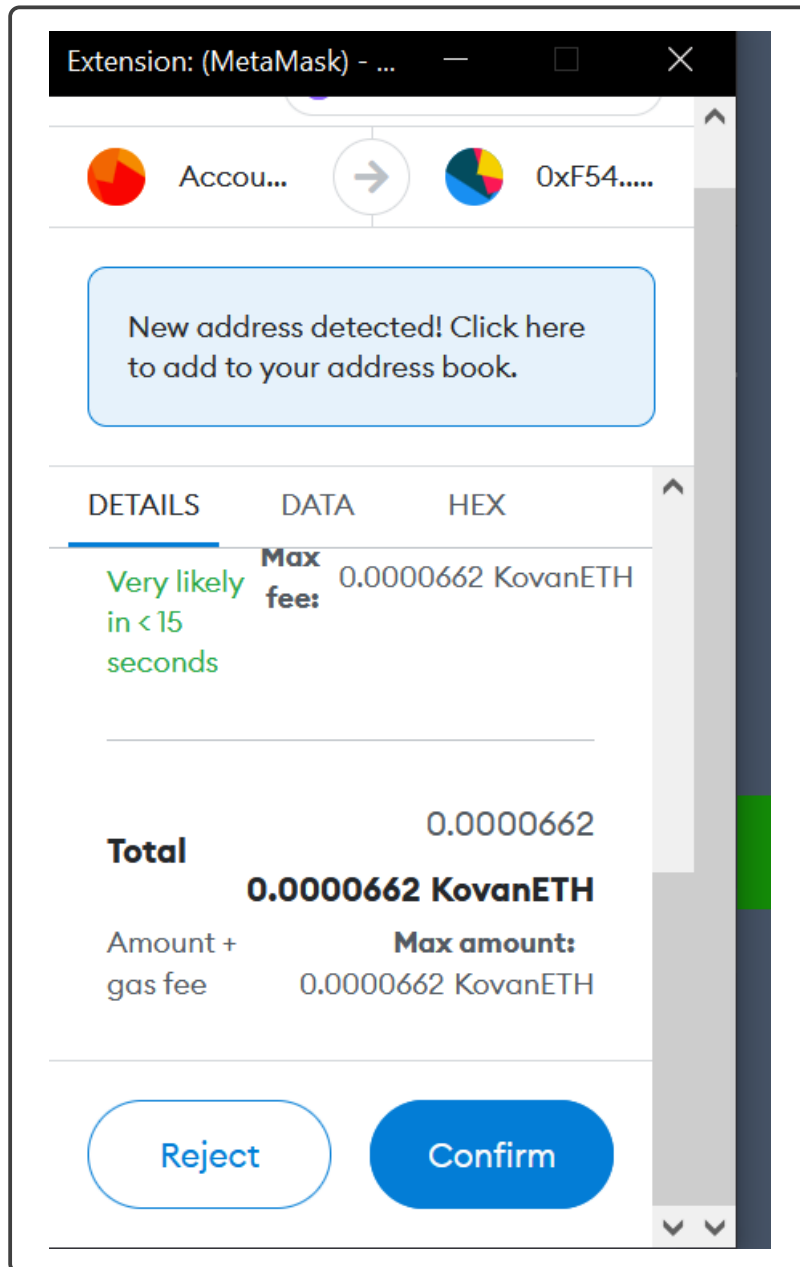 Extension: (MetaMask) - ...
Accou... 0xF54.....
New address detected! Click here
to add to your address book.
DETAILS DATA HEX
Very likely
in < 15
seconds
Max
fee:
0.0000662 KovanETH
0.0000662
Total
0.0000662 KovanETH
Amount +
gas fee
Max amount:
0.0000662 KovanETH
Reject Confirm